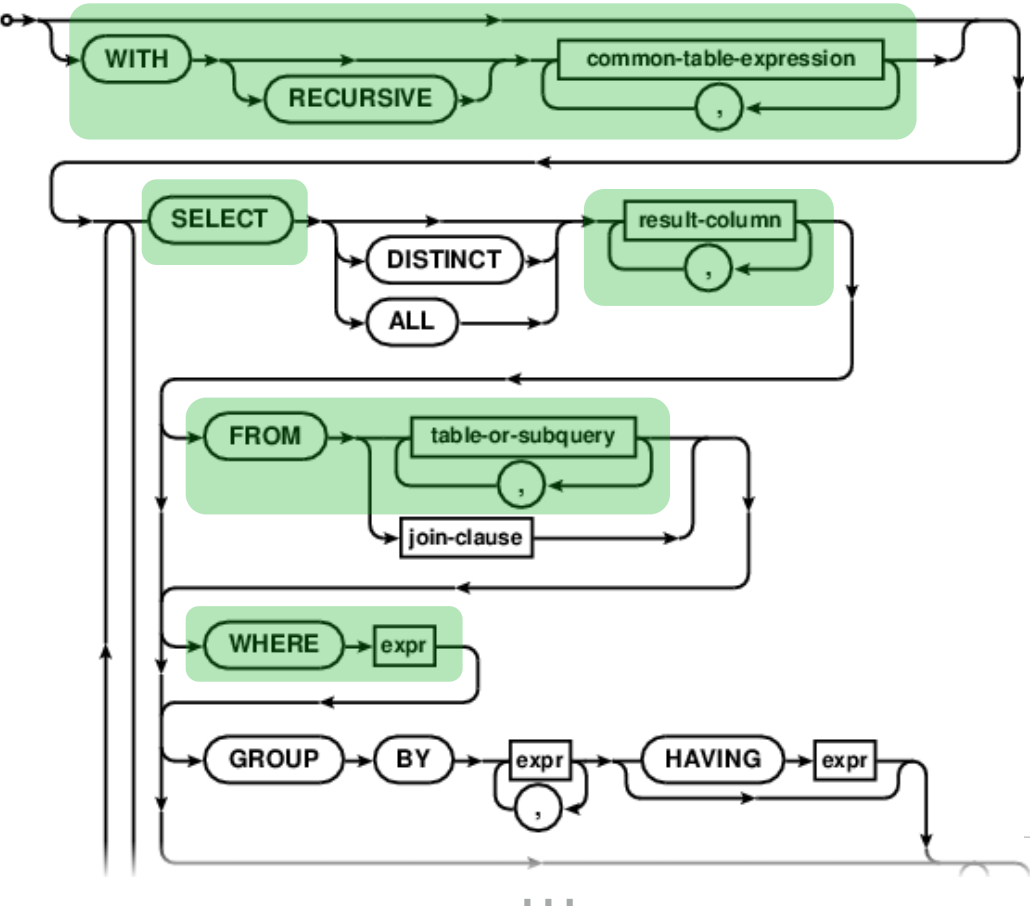 WITH common-table-expression
RECURSIVE ,
SELECT result-column
DISTINCT ,
ALL
FROM table-or-subquery
,
join-clause
WHERE expr
GROUP BY expr HAVING expr
,